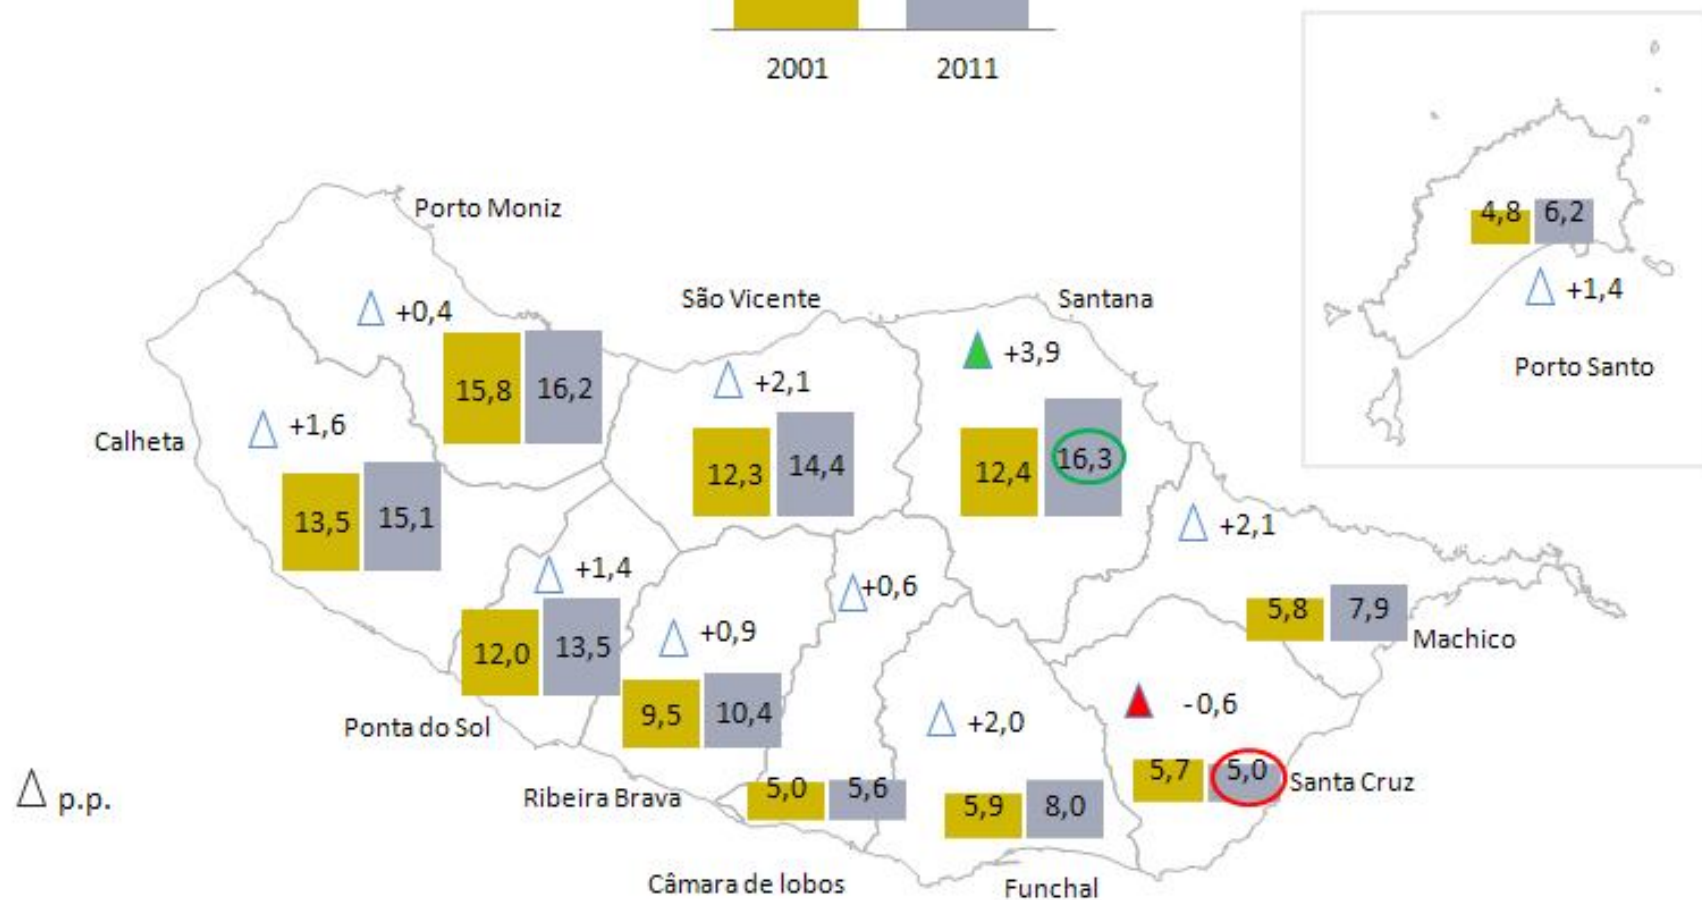 2001 2011
Porto Moniz
+0,4
15,8 16,2
Calheta
+1,6
13,5 15,1
São Vicente
+2,1
12,3 14,4
Santana
+3,9
12,4 16,3
4,8 6,2
+1,4
Porto Santo
+2,1
5,8 7,9
Machico
+1,4
12,0 13,5
Ponta do Sol
+0,9
9,5 10,4
Ribeira Brava
+0,6
5,0 5,6
Câmara de lobos
+2,0
5,9 8,0
Funchal
-0,6
5,7 5,0
Santa Cruz
△ p.p.